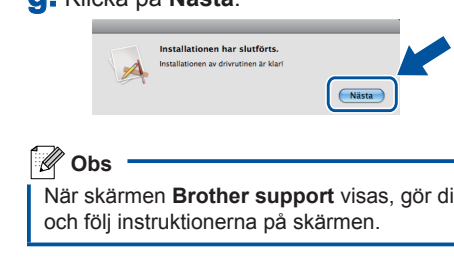 g. Klicka på Nästa.
Installationen har slutförts.
Installationen av drivrutinen är klar!
Nästa
Obs
När skärmen Brother support visas, gör di
och följ instruktionerna på skärmen.